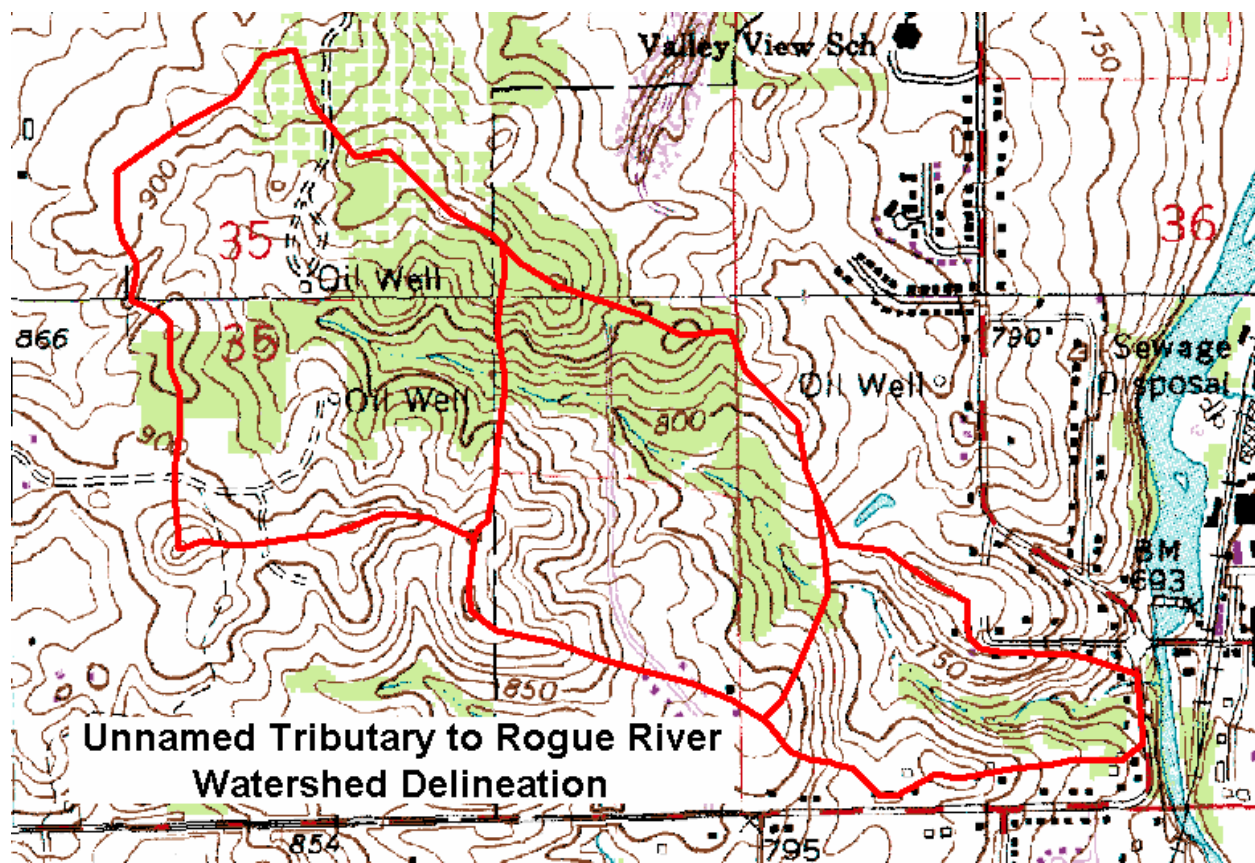 Valley View Sch
750
900
35
36
Oil Well
866
35
790
Sewage
Disposal
Oil Well
Oil Well
800
900
BM
693
750
850
Unnamed Tributary to Rogue River
Watershed Delineation
854
795